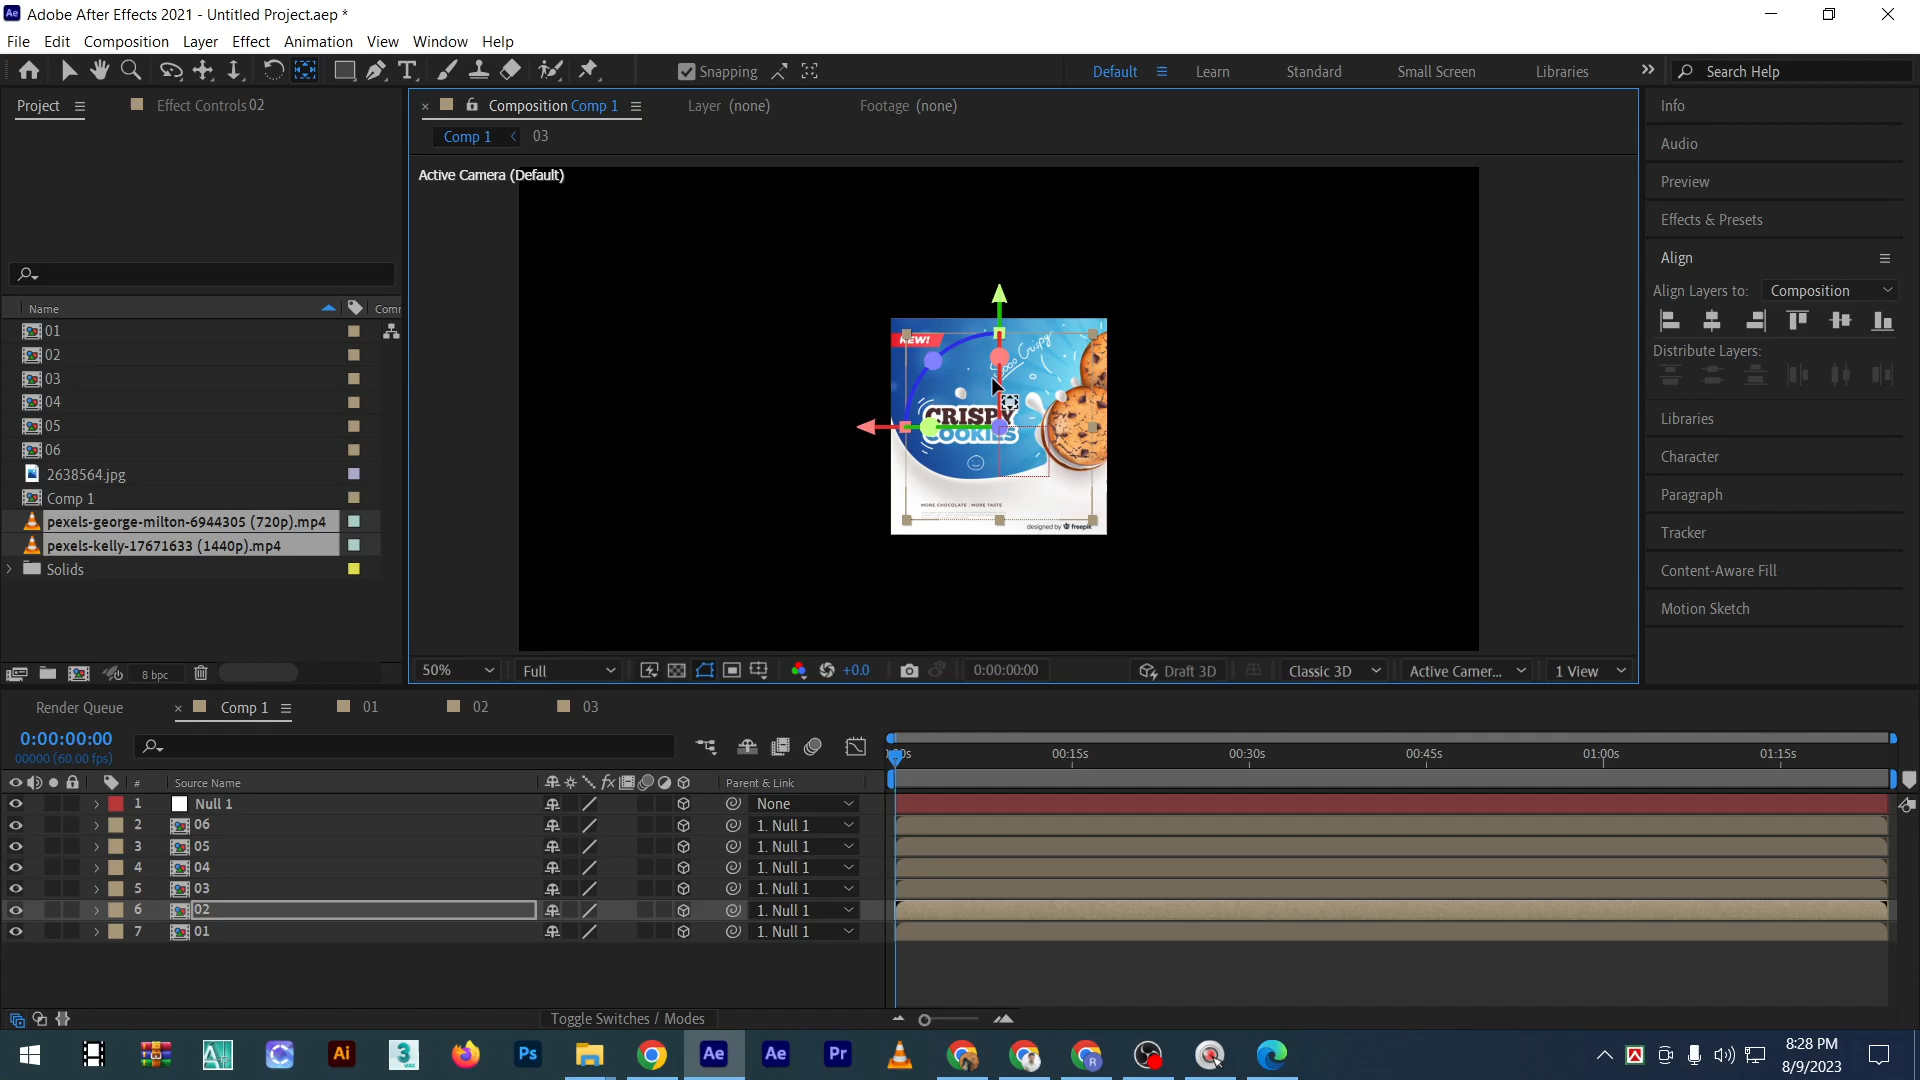 Adobe After Effects 2021 - Untitled Project.aep *
File Edit Composition Layer Effect Animation View Window Help
Snapping
Default Learn Standard Small Screen Libraries Search Help
Project Effect Controls 02
Composition Comp 1 Layer (none) Footage (none)
Comp 1 03
Active Camera (Default)
Name Comr
01
02
03
04
05
06
2638564.jpg
Comp 1
pexels-george-milton-6944305 (720p).mp4
pexels-kelly-17671633 (1440p).mp4
Solids
8 bpc
NEW!
Crispy
CRISPY
COOKIES
MORE CHOCOLATE . MORE TASTE
designed by freepik
50% Full +0.0 0:00:00:00 Draft 3D Classic 3D Active Camer... 1 View
Info
Audio
Preview
Effects & Presets
Align
Align Layers to: Composition
Distribute Layers:
Libraries
Character
Paragraph
Tracker
Content-Aware Fill
Motion Sketch
Render Queue Comp 1 01 02 03
0:00:00:00
00000 (60.00 fps)
00s 00:15s 00:30s 00:45s 01:00s 01:15s
# Source Name Parent & Link
1 Null 1 None
2 06 1. Null 1
3 05 1. Null 1
4 04 1. Null 1
5 03 1. Null 1
6 02 1. Null 1
7 01 1. Null 1
Toggle Switches / Modes
8:28 PM
8/9/2023